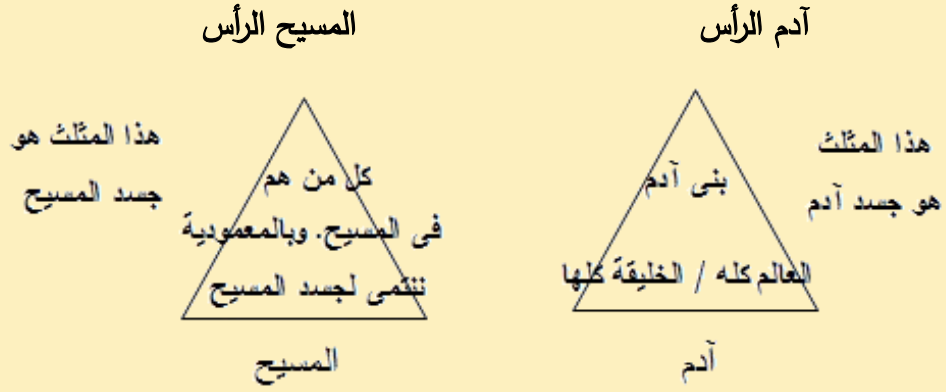 آدم الرأس
هذا المثلث
هو جسد آدم
بنى آدم
العالم كله / الخليقة كلها
آدم
المسيح الرأس
كل من هم
فى المسيح. وبالمعمودية
ننتمى لجسد المسيح
هذا المثلث هو
جسد المسيح
المسيح